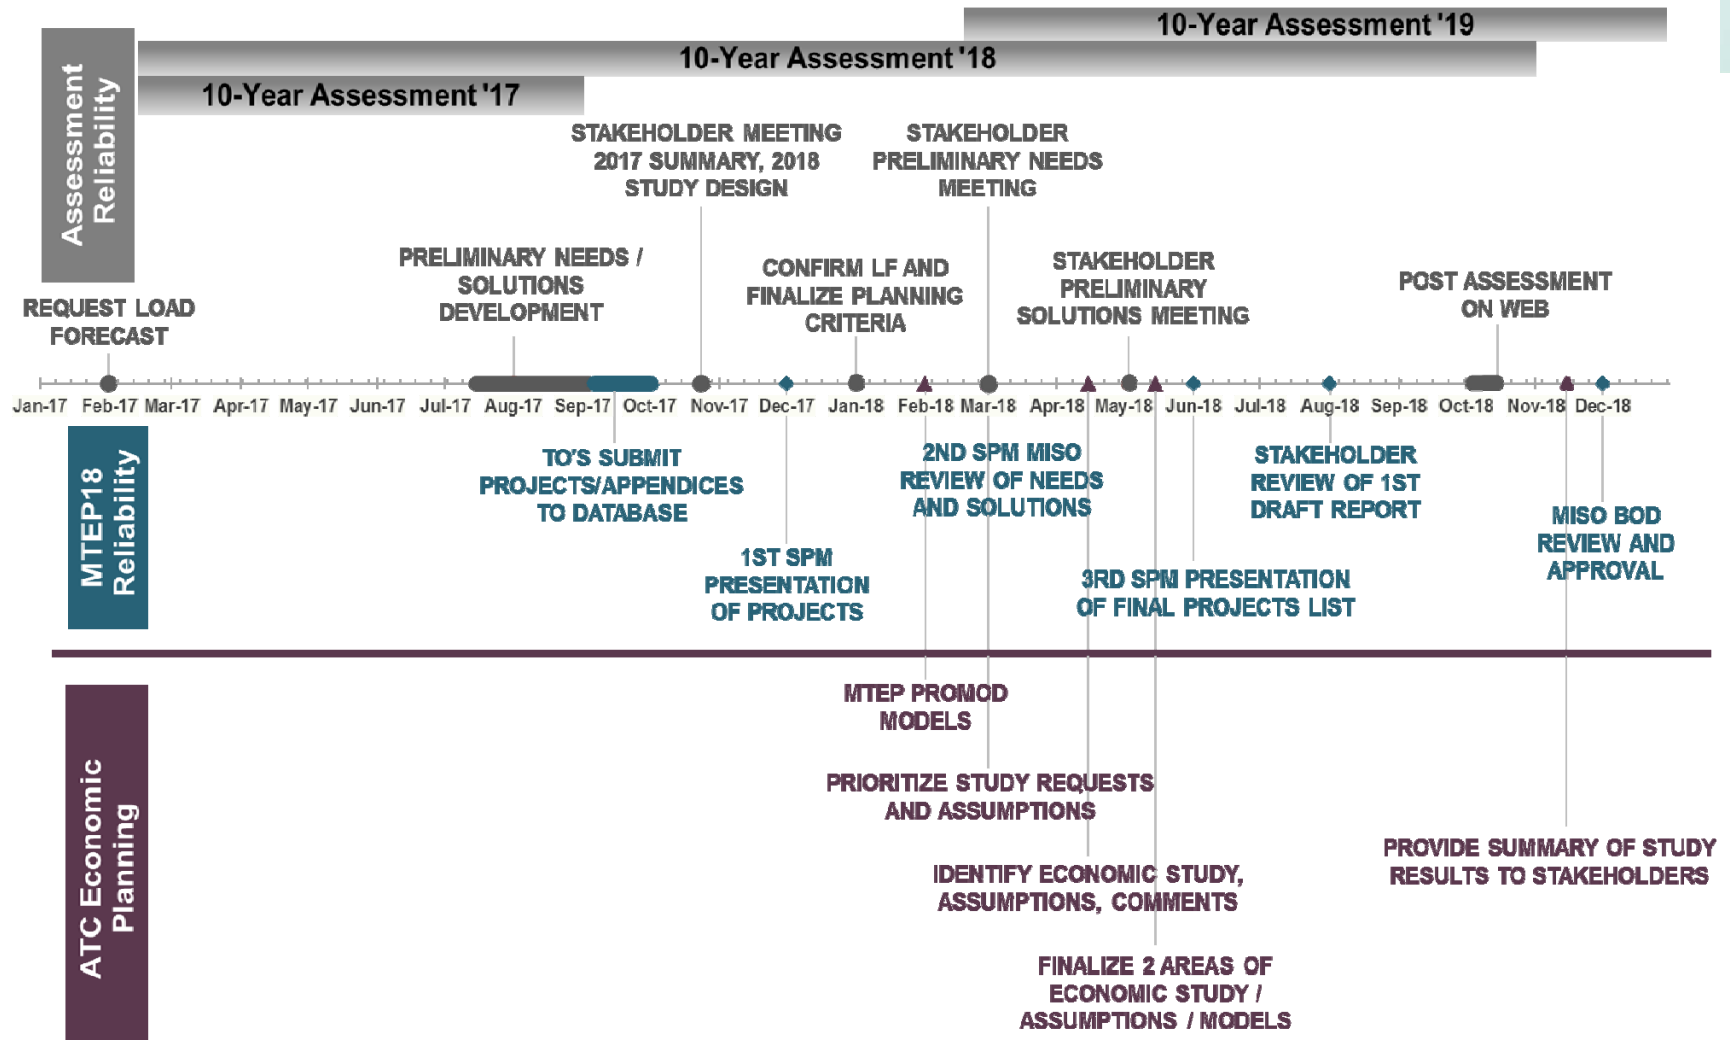 10-Year Assessment '19
10-Year Assessment '18
10-Year Assessment '17
Assessment
Reliability
STAKEHOLDER MEETING
2017 SUMMARY, 2018
STUDY DESIGN
STAKEHOLDER
PRELIMINARY NEEDS
MEETING
PRELIMINARY NEEDS /
SOLUTIONS
DEVELOPMENT
CONFIRM LF AND
FINALIZE PLANNING
CRITERIA
STAKEHOLDER
PRELIMINARY
SOLUTIONS MEETING
POST ASSESSMENT
ON WEB
REQUEST LOAD
FORECAST
Jan-17 Feb-17 Mar-17 Apr-17 May-17 Jun-17 Jul-17 Aug-17 Sep-17 Oct-17 Nov-17 Dec-17 Jan-18 Feb-18 Mar-18 Apr-18 May-18 Jun-18 Jul-18 Aug-18 Sep-18 Oct-18 Nov-18 Dec-18
MTEP18
Reliability
TO'S SUBMIT
PROJECTS/APPENDICES
TO DATABASE
1ST SPM
PRESENTATION
OF PROJECTS
2ND SPM MISO
REVIEW OF NEEDS
AND SOLUTIONS
3RD SPM PRESENTATION
OF FINAL PROJECTS LIST
STAKEHOLDER
REVIEW OF 1ST
DRAFT REPORT
MISO BOD
REVIEW AND
APPROVAL
ATC Economic
Planning
MTEP PROMOD
MODELS
PRIORITIZE STUDY REQUESTS
AND ASSUMPTIONS
IDENTIFY ECONOMIC STUDY,
ASSUMPTIONS, COMMENTS
FINALIZE 2 AREAS OF
ECONOMIC STUDY /
ASSUMPTIONS / MODELS
PROVIDE SUMMARY OF STUDY
RESULTS TO STAKEHOLDERS